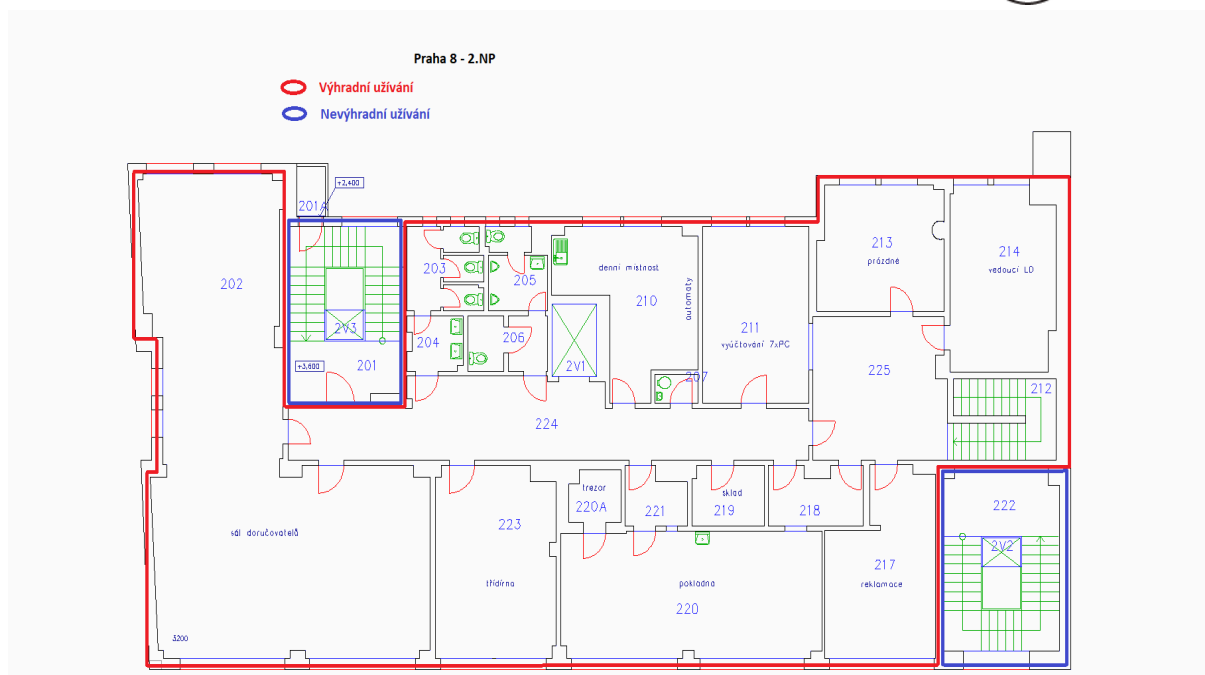 Praha 8 - 2.NP
Výhradní užívání
Nevýhradní užívání
+2,400
201A
202
203
205
denní místnost
210
automaty
213
prázdné
214
vedoucí LD
2V3
204
206
211
vyúčtování 7xPC
+3,600
201
2V1
207
225
212
224
trezor
220A
221
sklad
219
218
222
223
sál doručovatelů
2V2
217
třídírna
pokladna
reklamace
220
3200